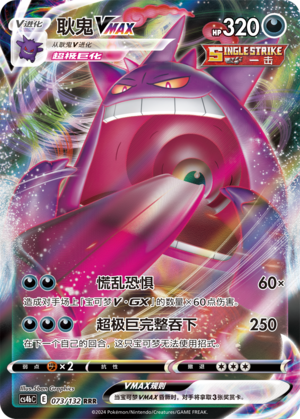 V进化 耿鬼VMAX HP320
从耿鬼V进化
超极巨化
SINGLE STRIKE
一击
慌乱恐惧 60×
造成对手场上「宝可梦V・GX」的数量×60点伤害。
超极巨完整吞下 250
在下一个自己的回合，这只宝可梦无法使用招式。
弱点 ×2 抵抗力 撤退
Illus. 5ban Graphics
CS4bC E 073/132 RRR
VMAX规则
当宝可梦VMAX昏厥时，对手将拿取3张奖赏卡。
©2024 Pokémon/Nintendo/Creatures/GAME FREAK.